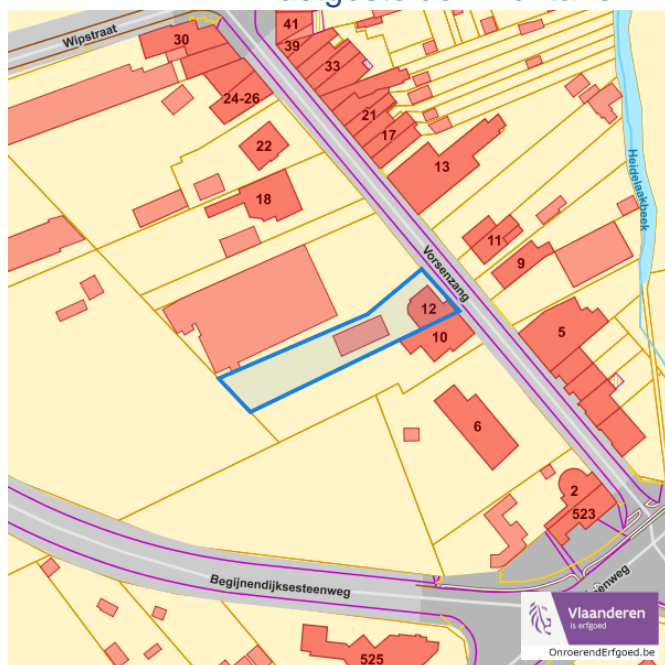 Wipstraat
30
41
39
33
24-26
21
17
22
13
18
Heidelaakbeek
11
9
Vorsenzang
12
10
5
6
2
523
Begijnendijksesteenweg
525
Vlaanderen
is erfgoed
OnroerendErfgoed.be